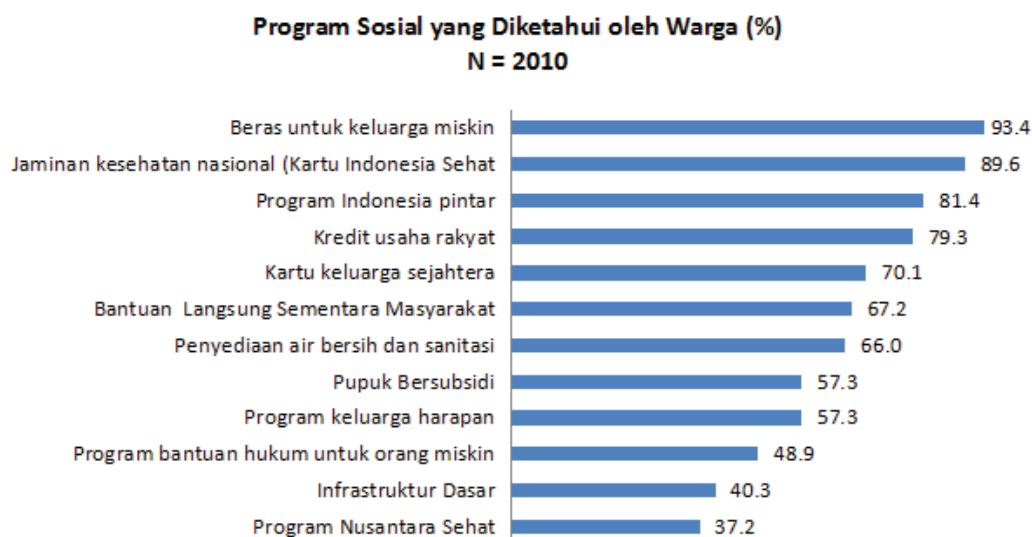 Program Sosial yang Diketahui oleh Warga (%)
N = 2010
Beras untuk keluarga miskin 93.4
Jaminan kesehatan nasional (Kartu Indonesia Sehat 89.6
Program Indonesia pintar 81.4
Kredit usaha rakyat 79.3
Kartu keluarga sejahtera 70.1
Bantuan Langsung Sementara Masyarakat 67.2
Penyediaan air bersih dan sanitasi 66.0
Pupuk Bersubsidi 57.3
Program keluarga harapan 57.3
Program bantuan hukum untuk orang miskin 48.9
Infrastruktur Dasar 40.3
Program Nusantara Sehat 37.2